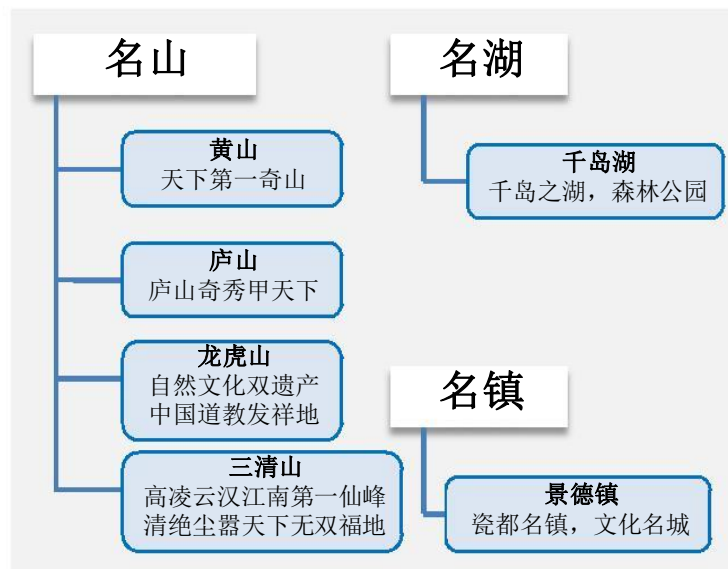 名山
黄山
天下第一奇山
庐山
庐山奇秀甲天下
龙虎山
自然文化双遗产
中国道教发祥地
三清山
高凌云汉江南第一仙峰
清绝尘嚣天下无双福地
名湖
千岛湖
千岛之湖，森林公园
名镇
景德镇
瓷都名镇，文化名城